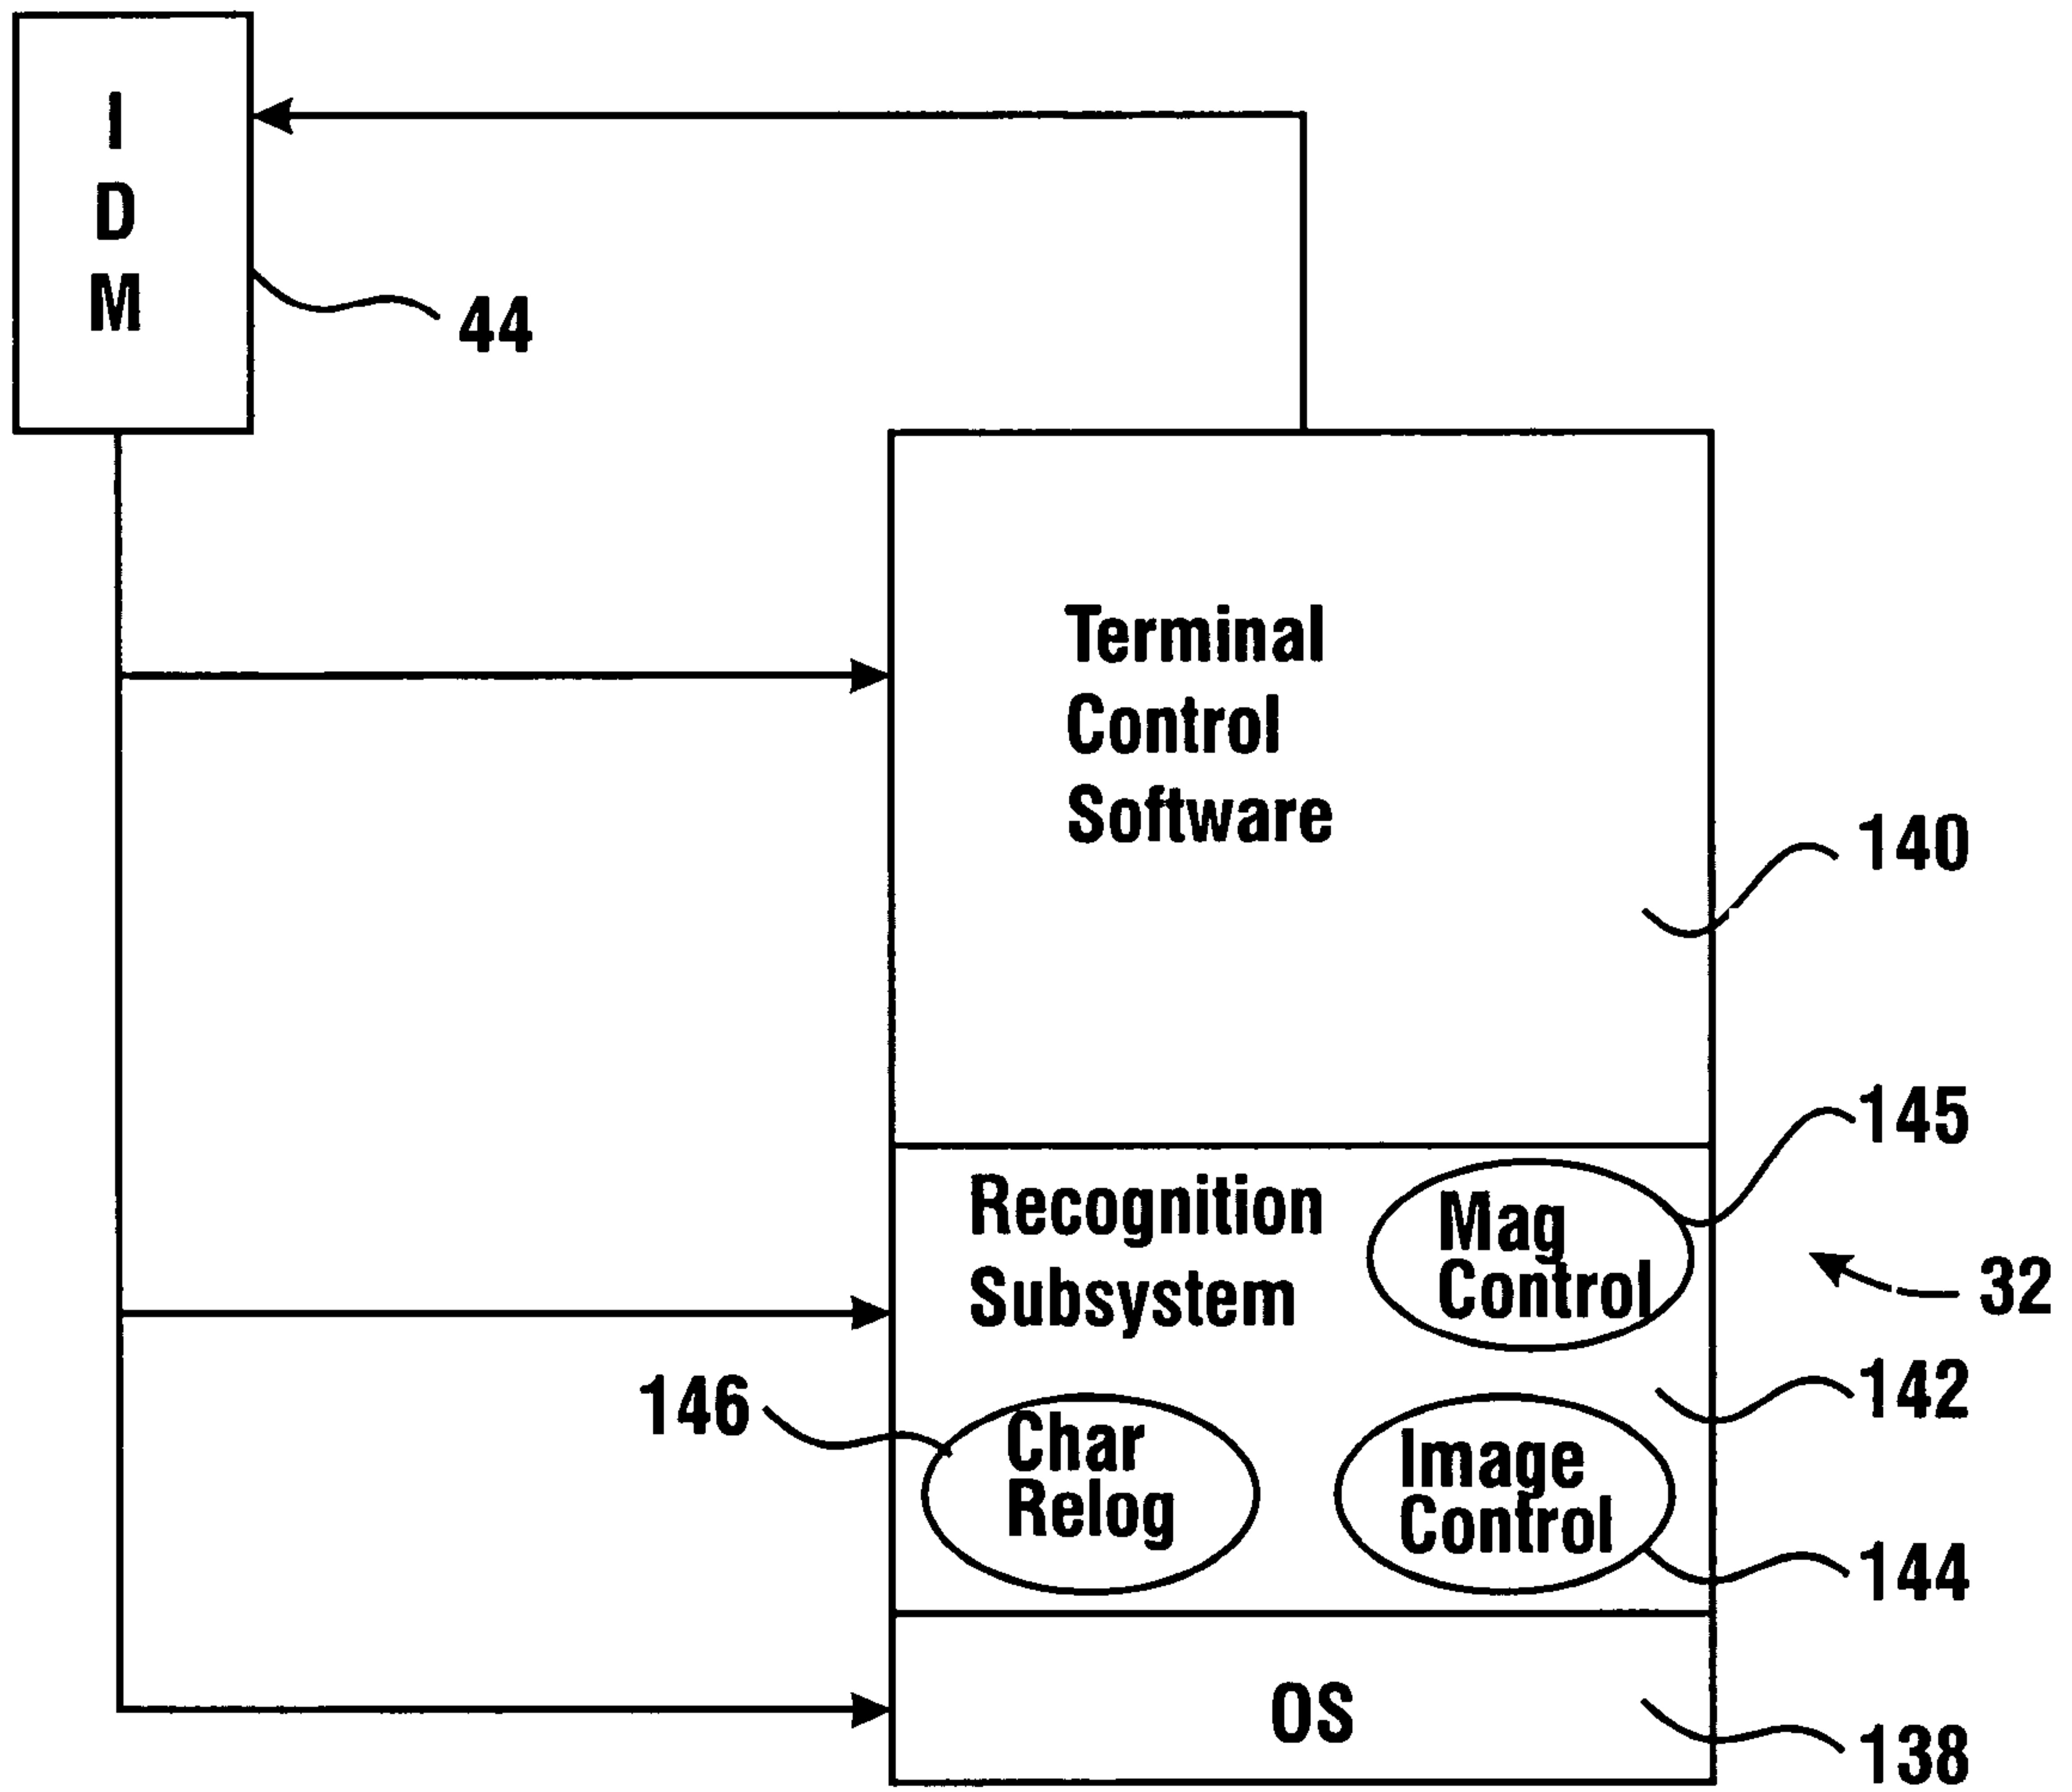 I
D
M
44
Terminal
Control
Software
140
145
Recognition
Subsystem
Mag
Control
32
142
146
Char
Relog
Image
Control
144
OS
138